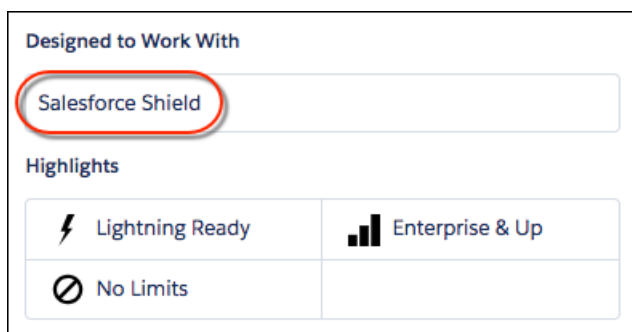 Designed to Work With
Salesforce Shield
Highlights
Lightning Ready
Enterprise & Up
No Limits